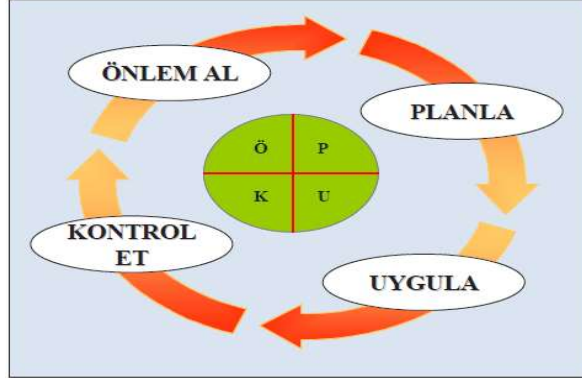 ÖNLEM AL
PLANLA
Ö P
K U
KONTROL
ET
UYGULA